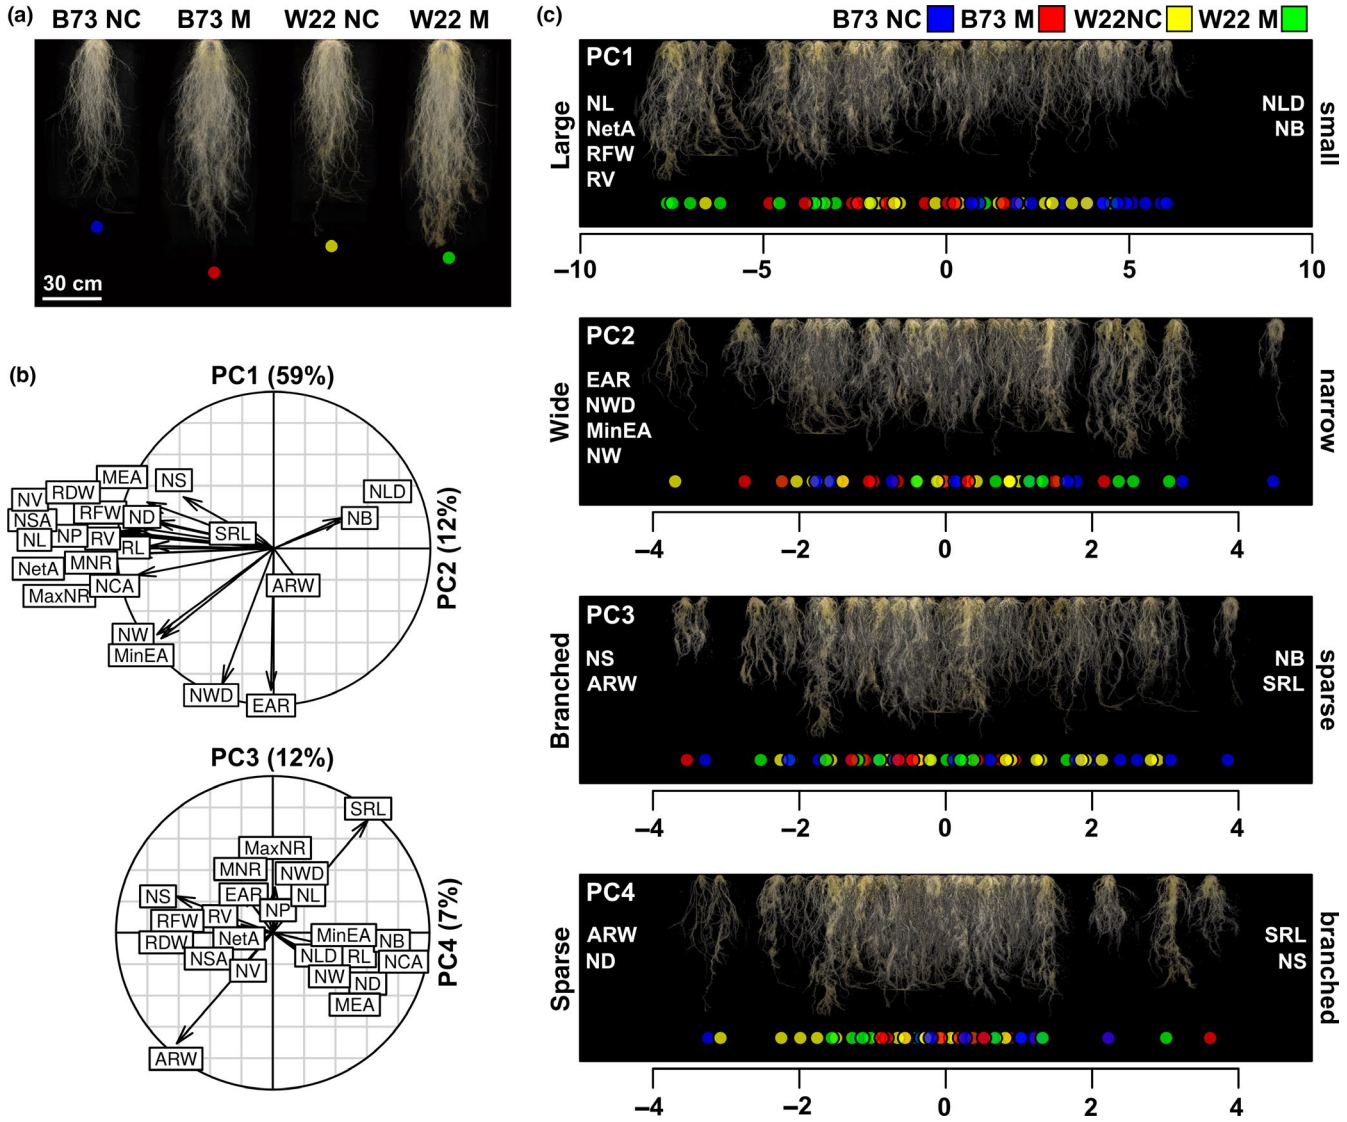 (a)
B73 NC B73 M W22 NC W22 M
30 cm
(b)
PC1 (59%)
PC2 (12%)
MEA
NS
RDW
NV
NLD
RFW
ND
NSA
NB
NP
RV
SRL
NL
RL
MNR
NetA
NCA
ARW
MaxNR
NW
MinEA
NWD
EAR
PC3 (12%)
PC4 (7%)
SRL
MaxNR
MNR
NWD
NS
EAR
NL
NP
RFW
RV
RDW
NetA
MinEA
NB
NSA
NLD
RL
NCA
NV
NW
ND
MEA
ARW
(c)
B73 NC B73 M W22NC W22 M
PC1
Large
small
NL
NetA
RFW
RV
NLD
NB
–10 –5 0 5 10
PC2
Wide
narrow
EAR
NWD
MinEA
NW
–4 –2 0 2 4
PC3
Branched
sparse
NS
ARW
NB
SRL
–4 –2 0 2 4
PC4
Sparse
branched
ARW
ND
SRL
NS
–4 –2 0 2 4